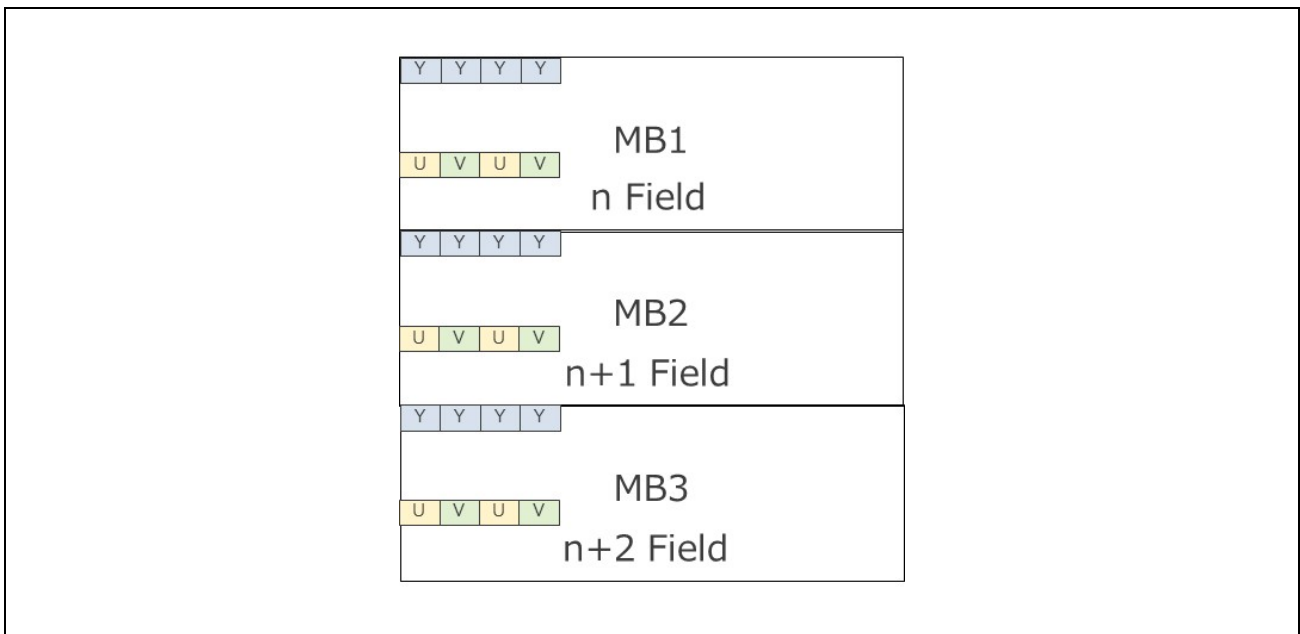 Y Y Y Y
MB1
U V U V
n Field
Y Y Y Y
MB2
U V U V
n+1 Field
Y Y Y Y
MB3
U V U V
n+2 Field